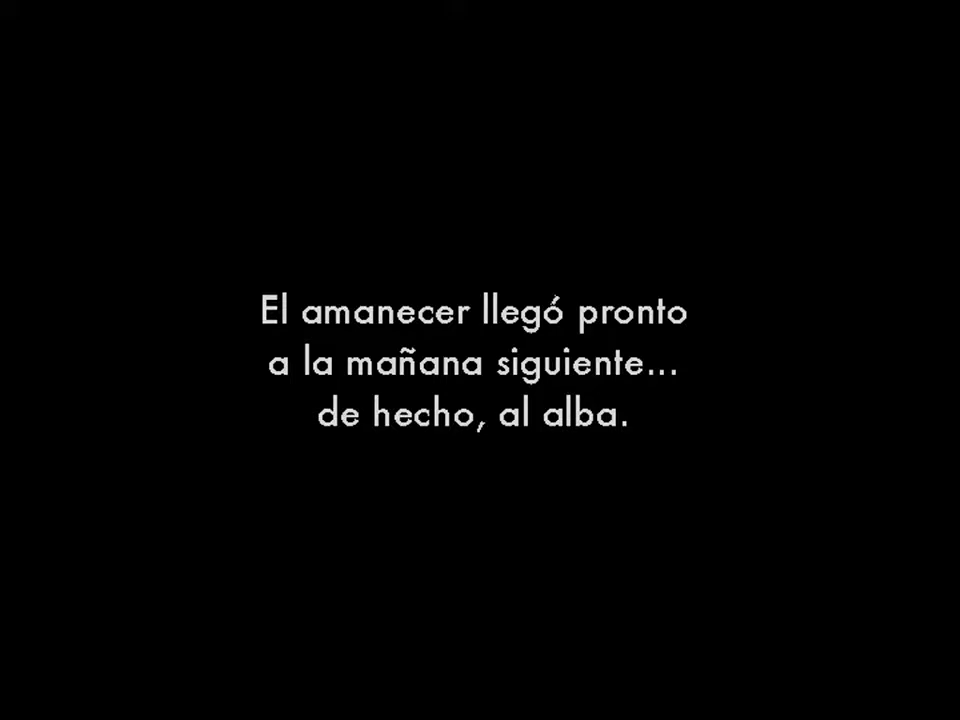 El amanecer llegó pronto
a la mañana siguiente...
de hecho, al alba.